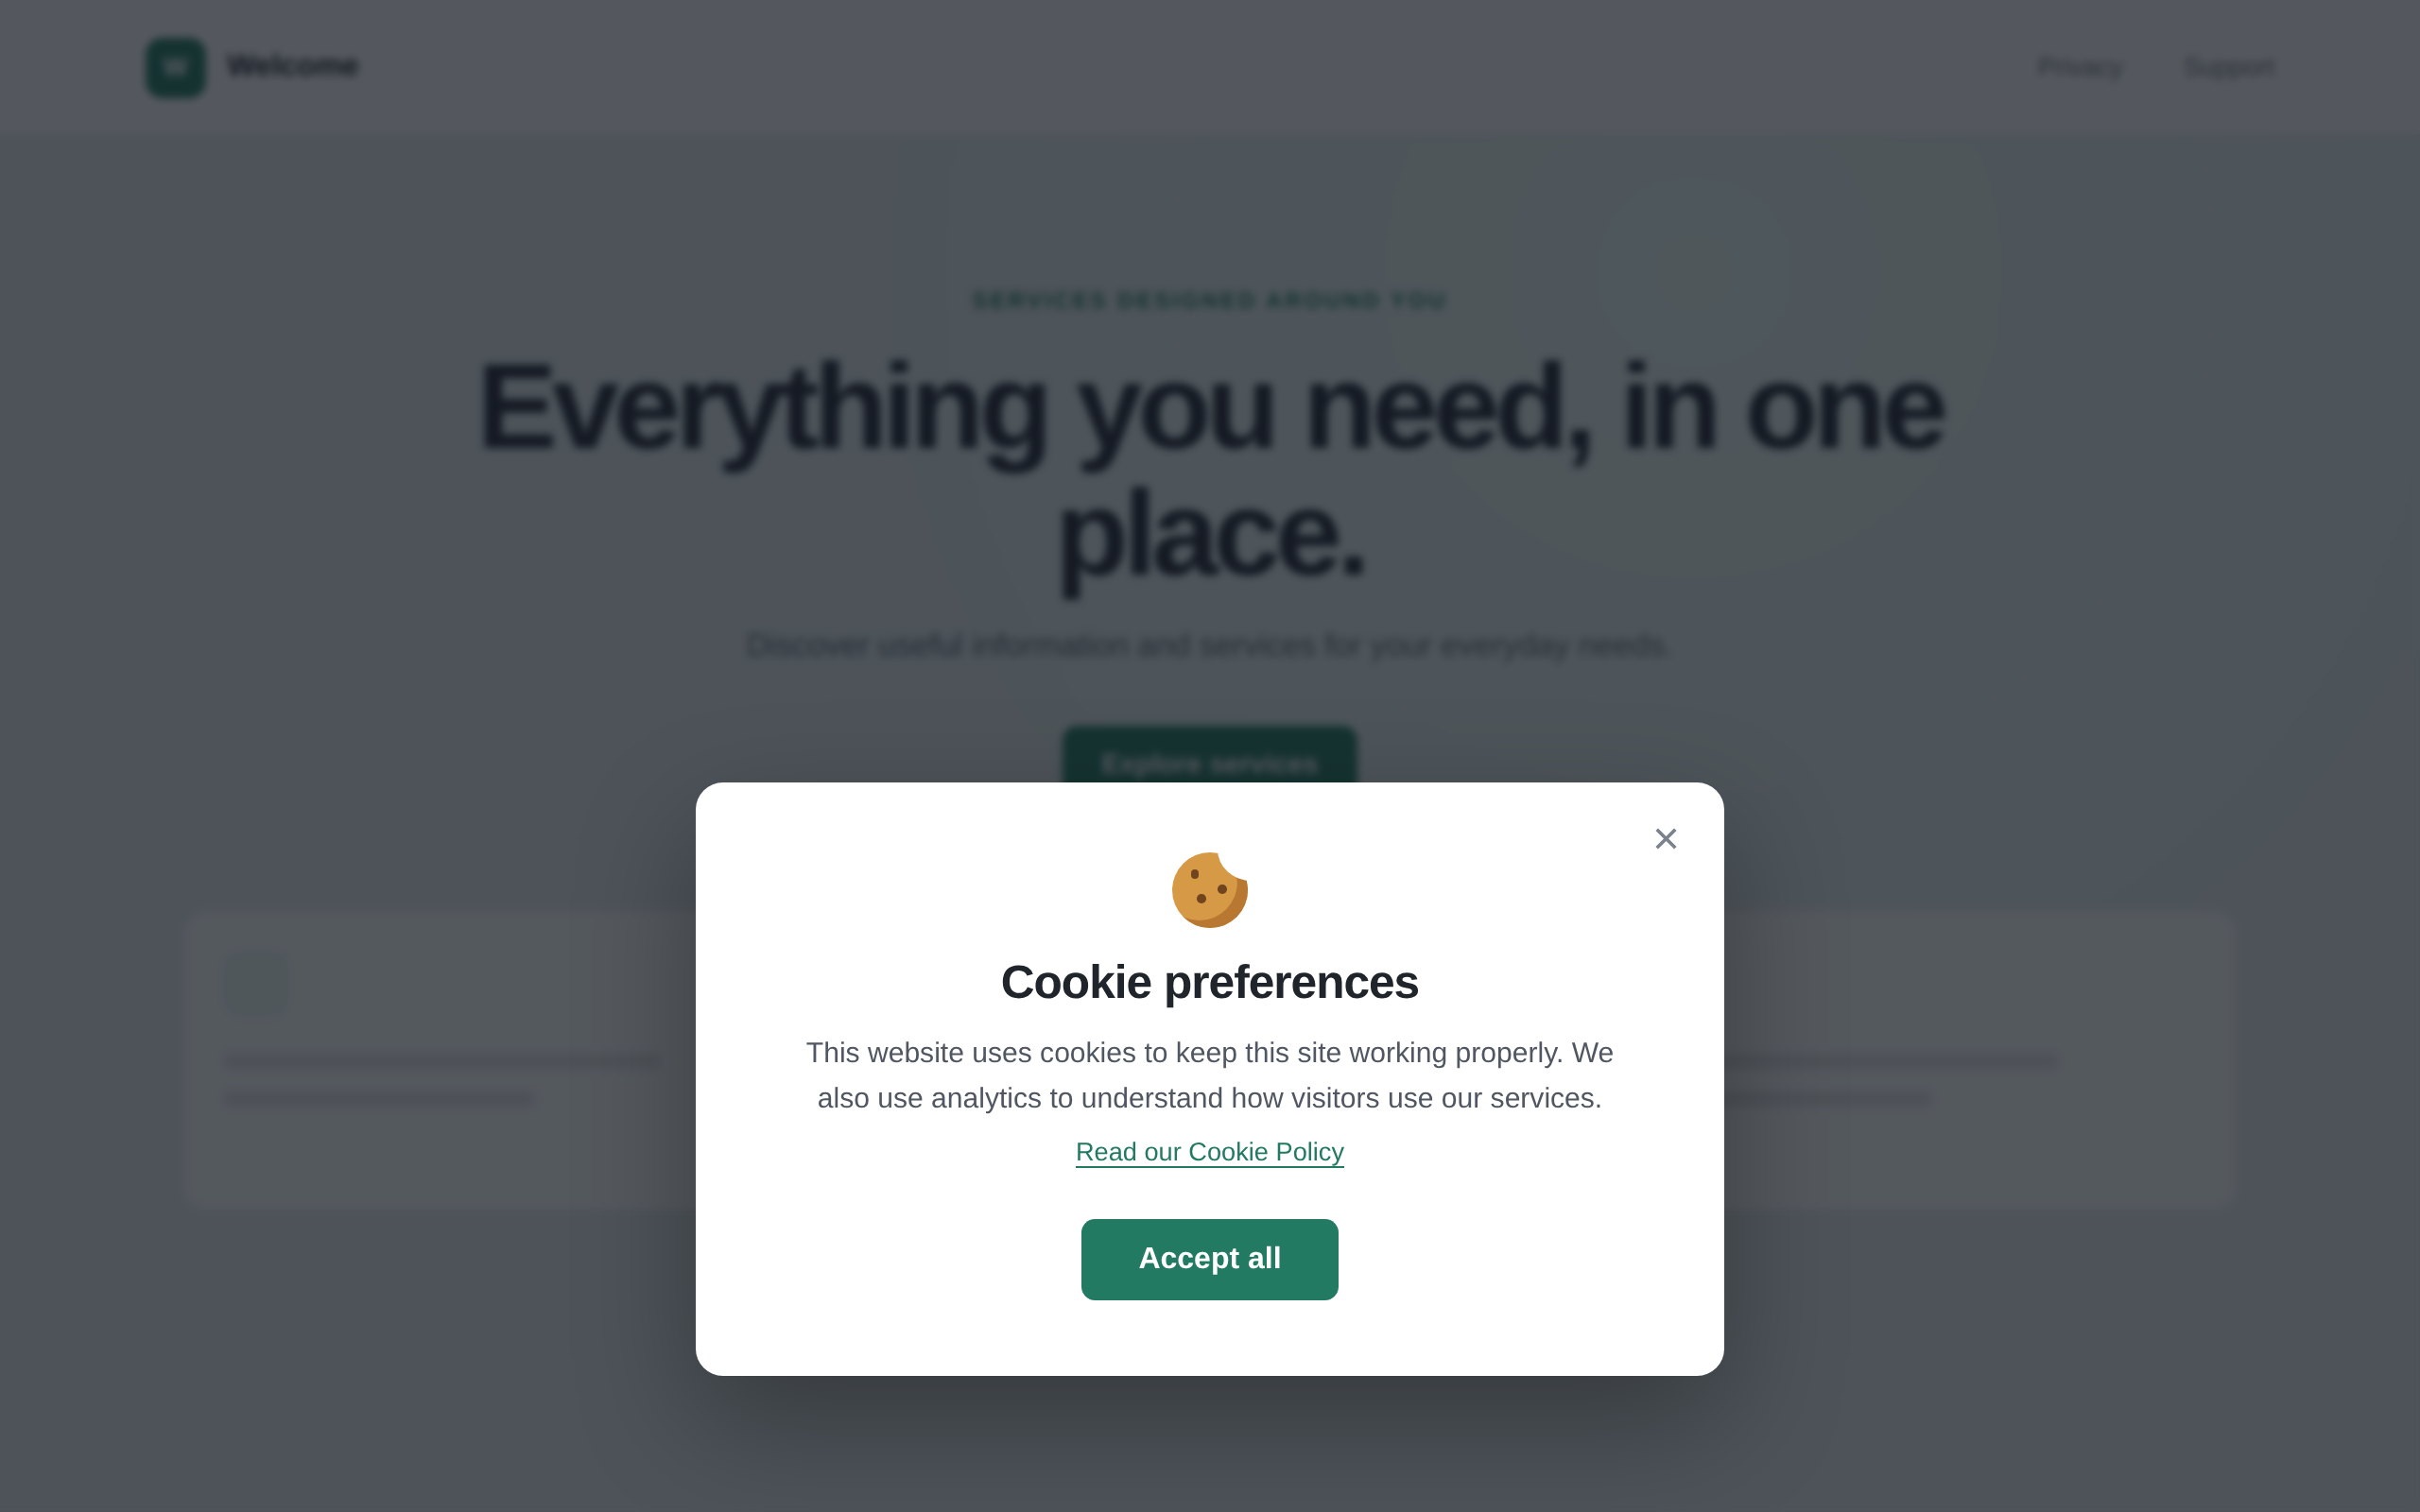 W Welcome Privacy Support
SERVICES DESIGNED AROUND YOU
Everything you need, in one
place.
Discover useful information and services for your everyday needs.
Explore services
Cookie preferences
This website uses cookies to keep this site working properly. We
also use analytics to understand how visitors use our services.
Read our Cookie Policy
Accept all